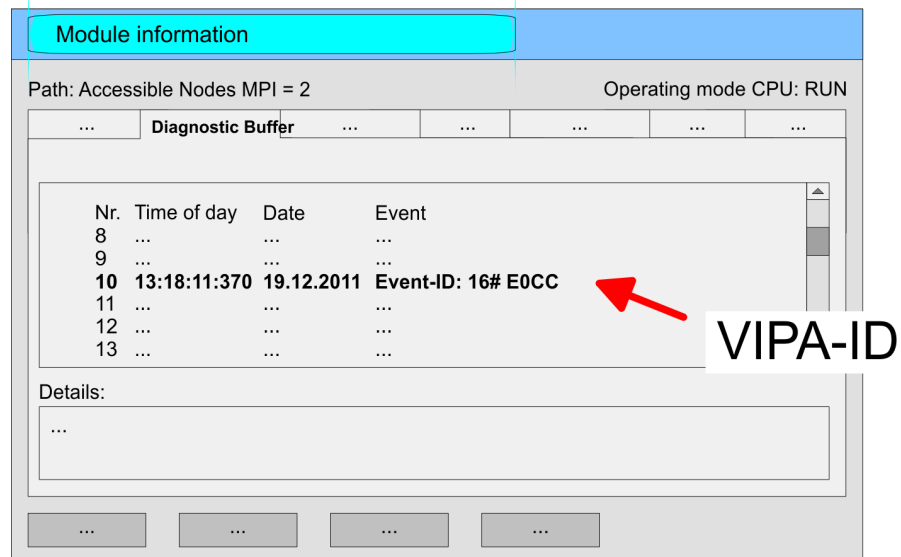 Module information
Path: Accessible Nodes MPI = 2 Operating mode CPU: RUN
... Diagnostic Buffer ... ... ... ... ...
Nr. Time of day Date Event
8 ... ... ...
9 ... ... ...
10 13:18:11:370 19.12.2011 Event-ID: 16# E0CC
11 ... ... ...
12 ... ... ...
13 ... ... ...
VIPA-ID
Details:
...
... ... ... ...